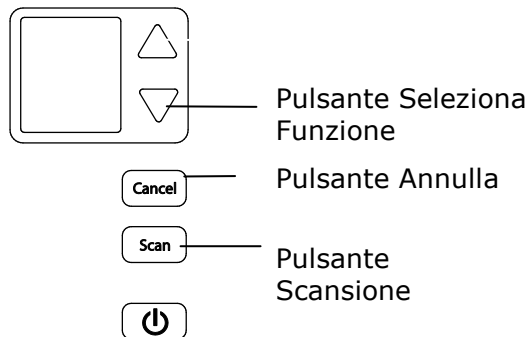 Pulsante Seleziona
Funzione
Cancel
Pulsante Annulla
Scan
Pulsante
Scansione